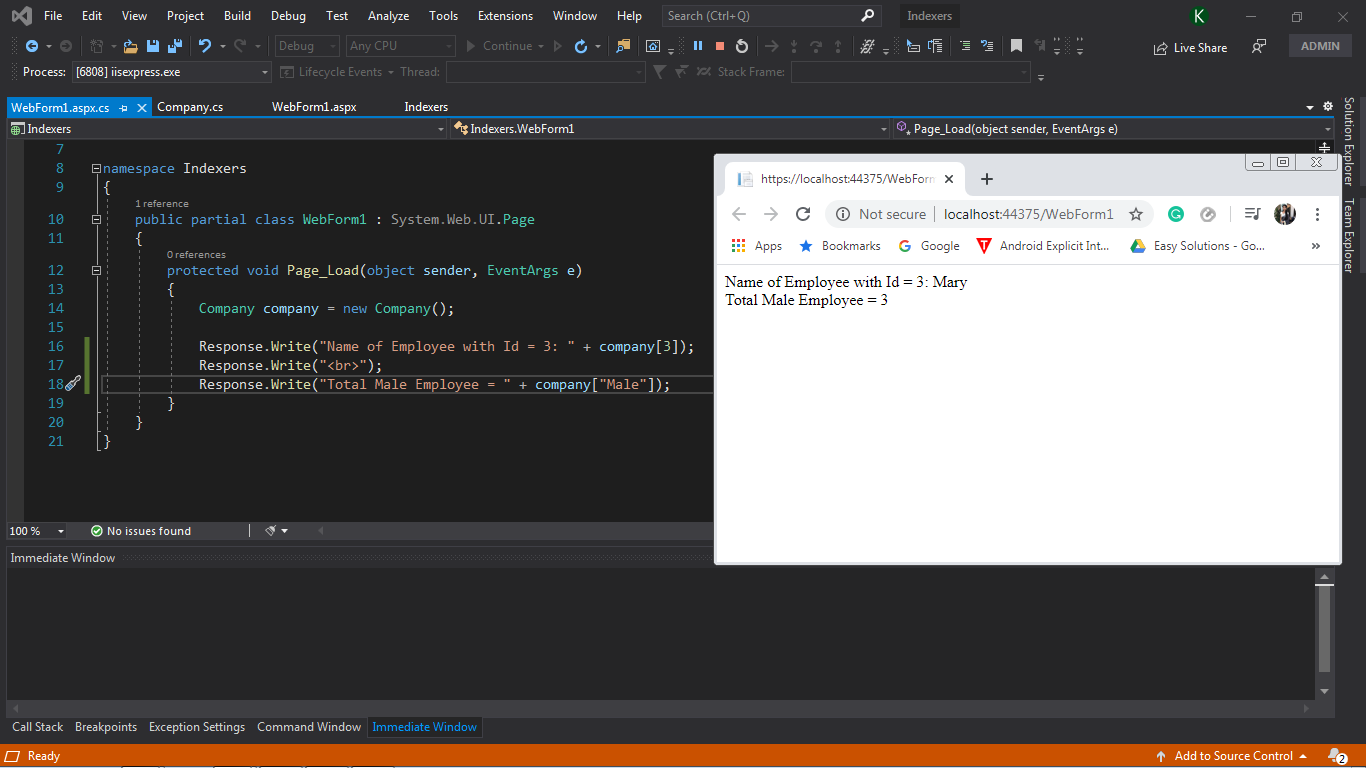 File Edit View Project Build Debug Test Analyze Tools Extensions Window Help Search (Ctrl+Q) Indexers K
Debug Any CPU Continue Live Share ADMIN
Process: [6808] iisexpress.exe Lifecycle Events Thread: Stack Frame:
WebForm1.aspx.cs Company.cs WebForm1.aspx Indexers
Indexers Indexers.WebForm1 Page_Load(object sender, EventArgs e)
7
8 namespace Indexers
9 {
1 reference
10 public partial class WebForm1 : System.Web.UI.Page
11 {
0 references
12 protected void Page_Load(object sender, EventArgs e)
13 {
14 Company company = new Company();
15
16 Response.Write("Name of Employee with Id = 3: " + company[3]);
17 Response.Write("<br>");
18 Response.Write("Total Male Employee = " + company["Male"]);
19 }
20 }
21 }
100 % No issues found
https://localhost:44375/WebForm
Not secure localhost:44375/WebForm1
Apps Bookmarks Google Android Explicit Int... Easy Solutions - Go... »
Name of Employee with Id = 3: Mary
Total Male Employee = 3
Solution Explorer
Team Explorer
Immediate Window
Call Stack Breakpoints Exception Settings Command Window Immediate Window
Ready Add to Source Control 2